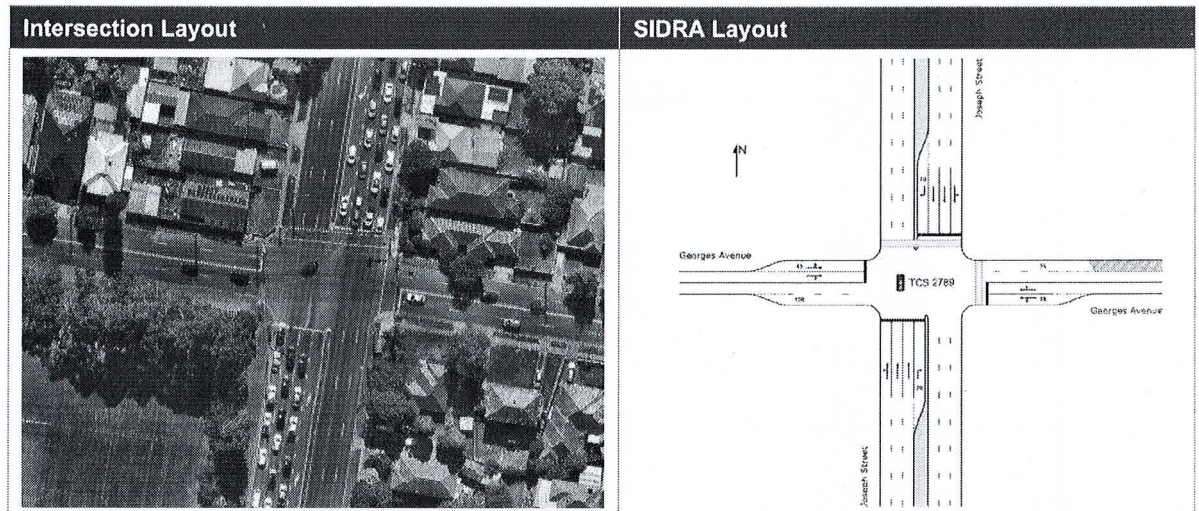 Intersection Layout
SIDRA Layout
Joseph Street
N
Georges Avenue
TCS 2789
Georges Avenue
Joseph Street